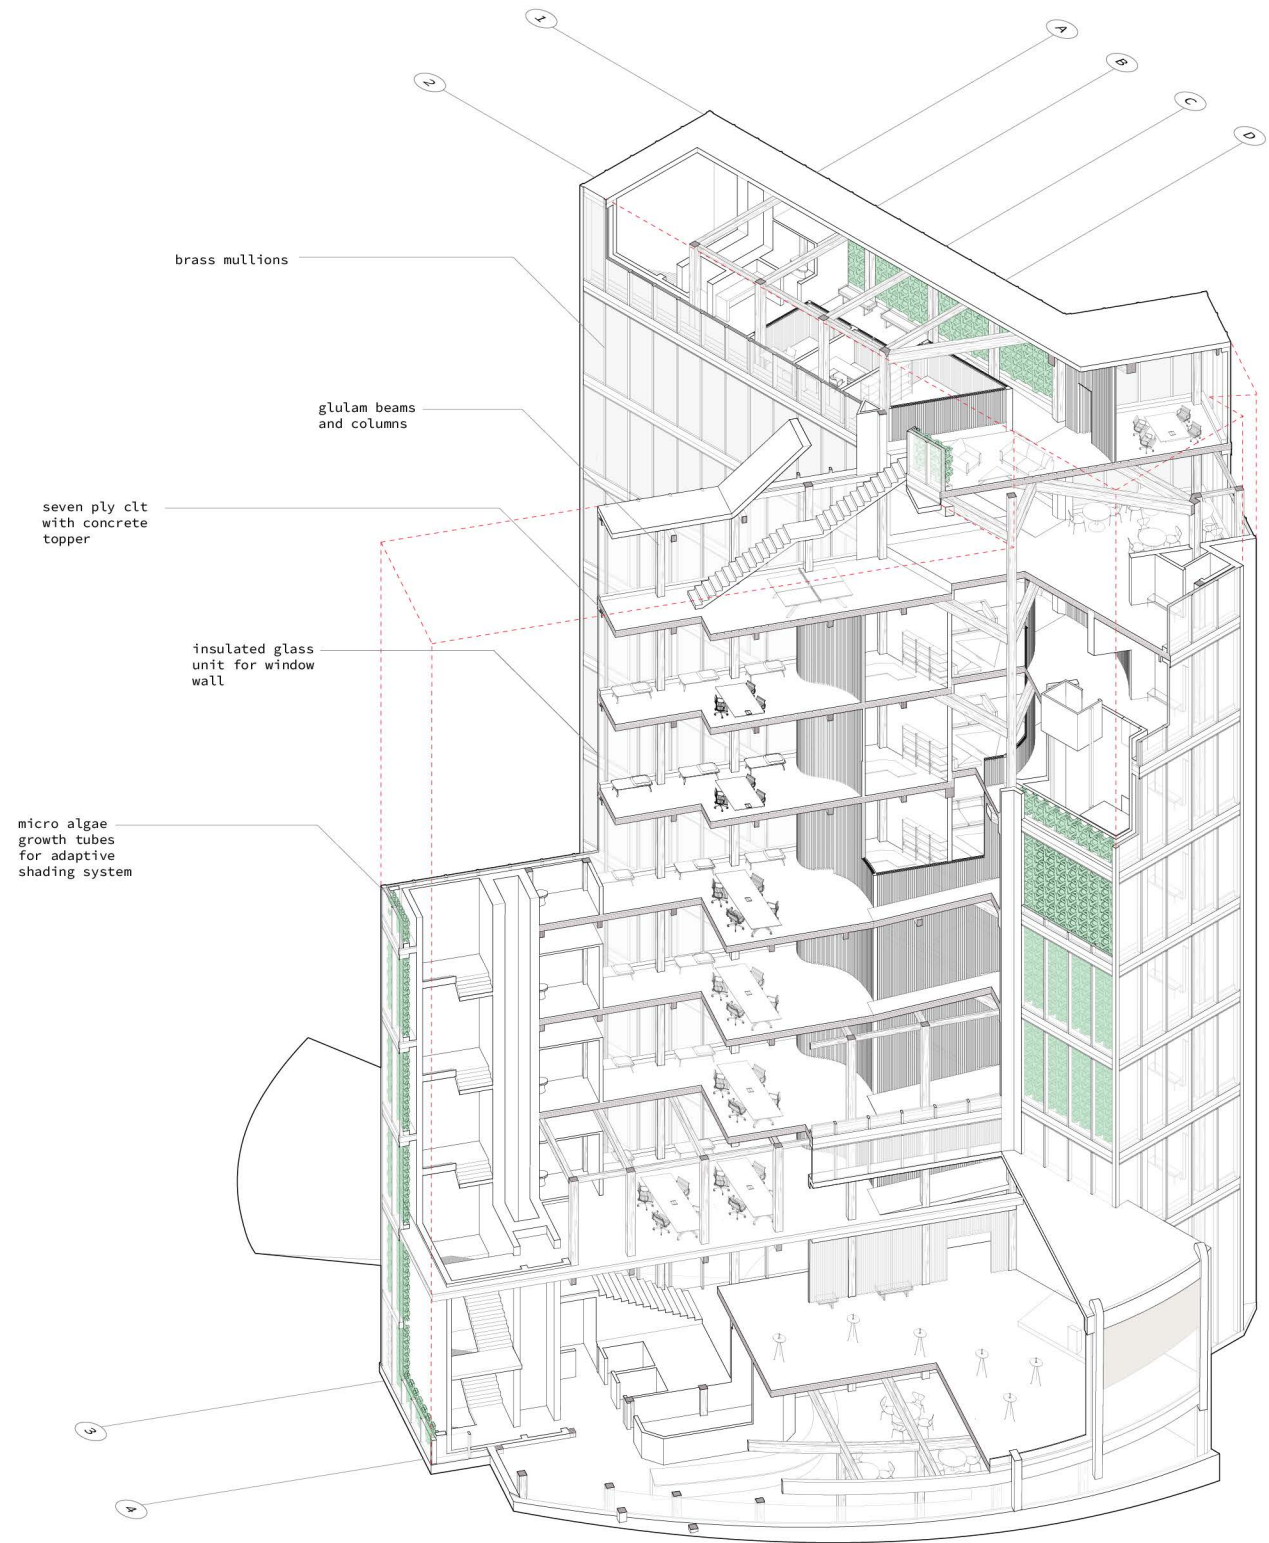 1
2
A
B
C
D
brass mullions
glulam beams
and columns
seven ply clt
with concrete
topper
insulated glass
unit for window
wall
micro algae
growth tubes
for adaptive
shading system
3
4